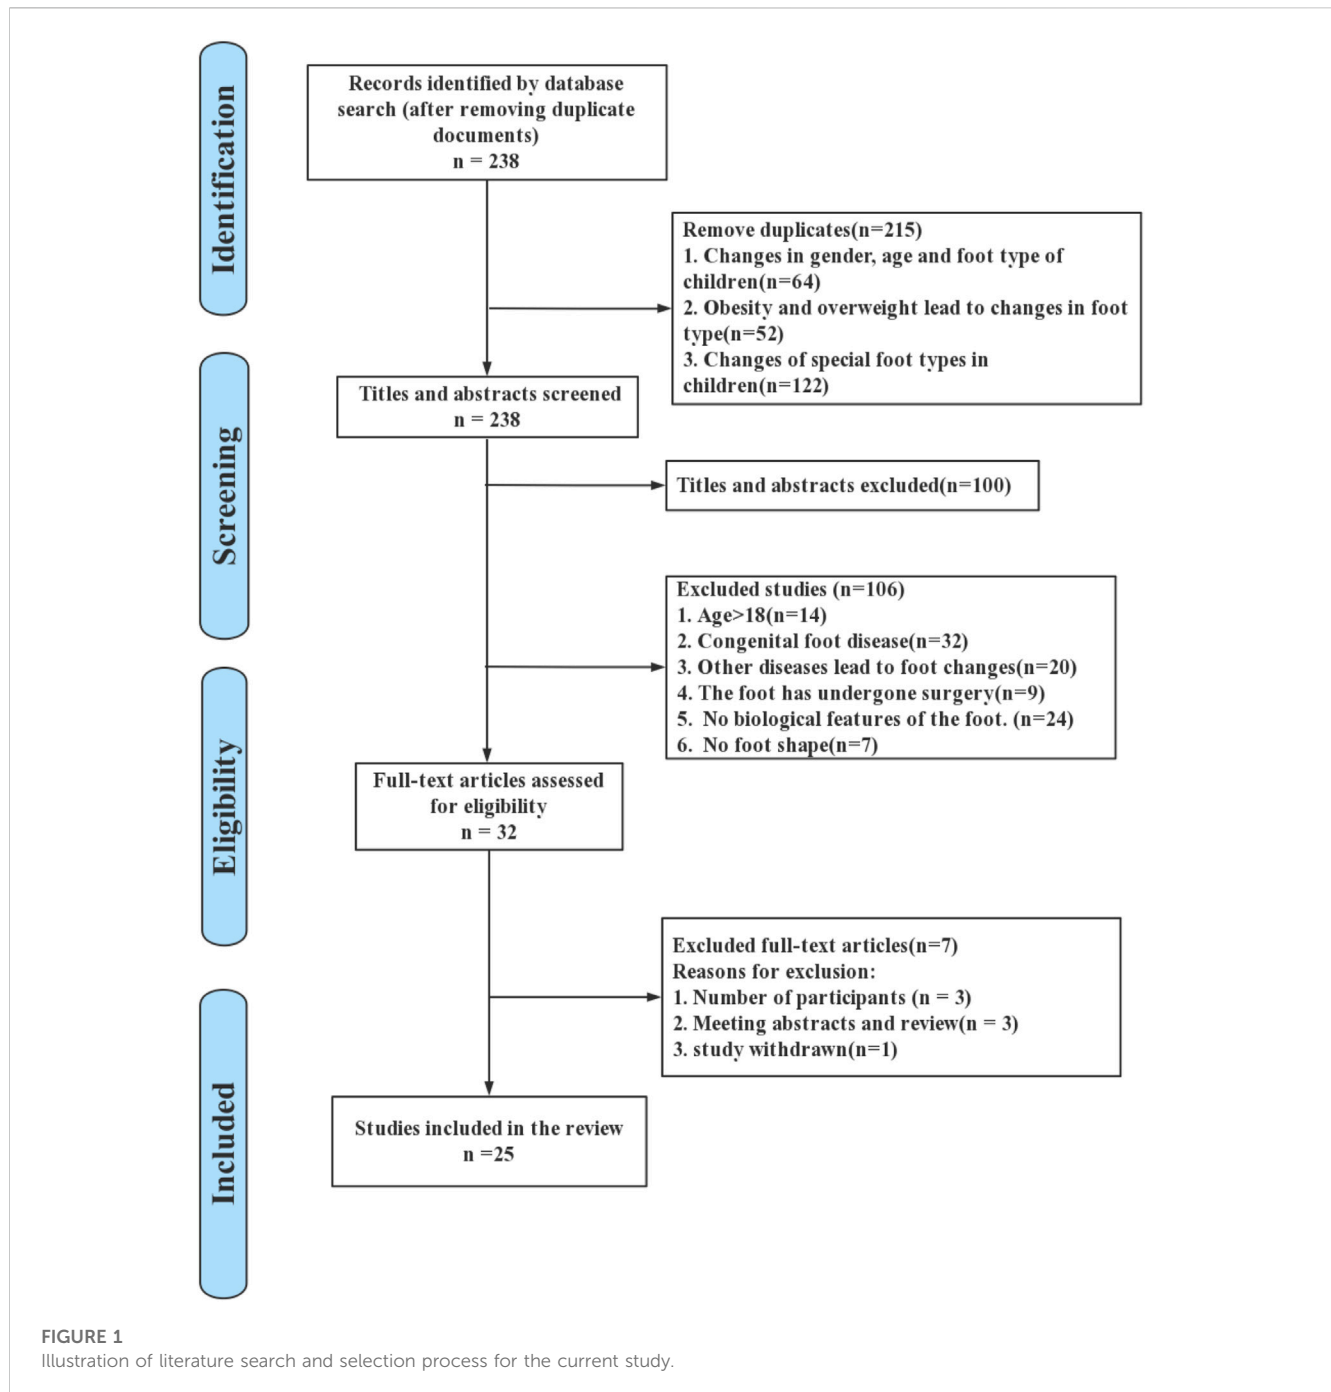 Identification
Records identified by database
search (after removing duplicate
documents)
n = 238
Remove duplicates(n=215)
1. Changes in gender, age and foot type of
children(n=64)
2. Obesity and overweight lead to changes in foot
type(n=52)
3. Changes of special foot types in
children(n=122)
Screening
Titles and abstracts screened
n = 238
Titles and abstracts excluded(n=100)
Excluded studies (n=106)
1. Age>18(n=14)
2. Congenital foot disease(n=32)
3. Other diseases lead to foot changes(n=20)
4. The foot has undergone surgery(n=9)
5. No biological features of the foot. (n=24)
6. No foot shape(n=7)
Eligibility
Full-text articles assessed
for eligibility
n = 32
Excluded full-text articles(n=7)
Reasons for exclusion:
1. Number of participants (n = 3)
2. Meeting abstracts and review(n = 3)
3. study withdrawn(n=1)
Included
Studies included in the review
n =25
FIGURE 1
Illustration of literature search and selection process for the current study.